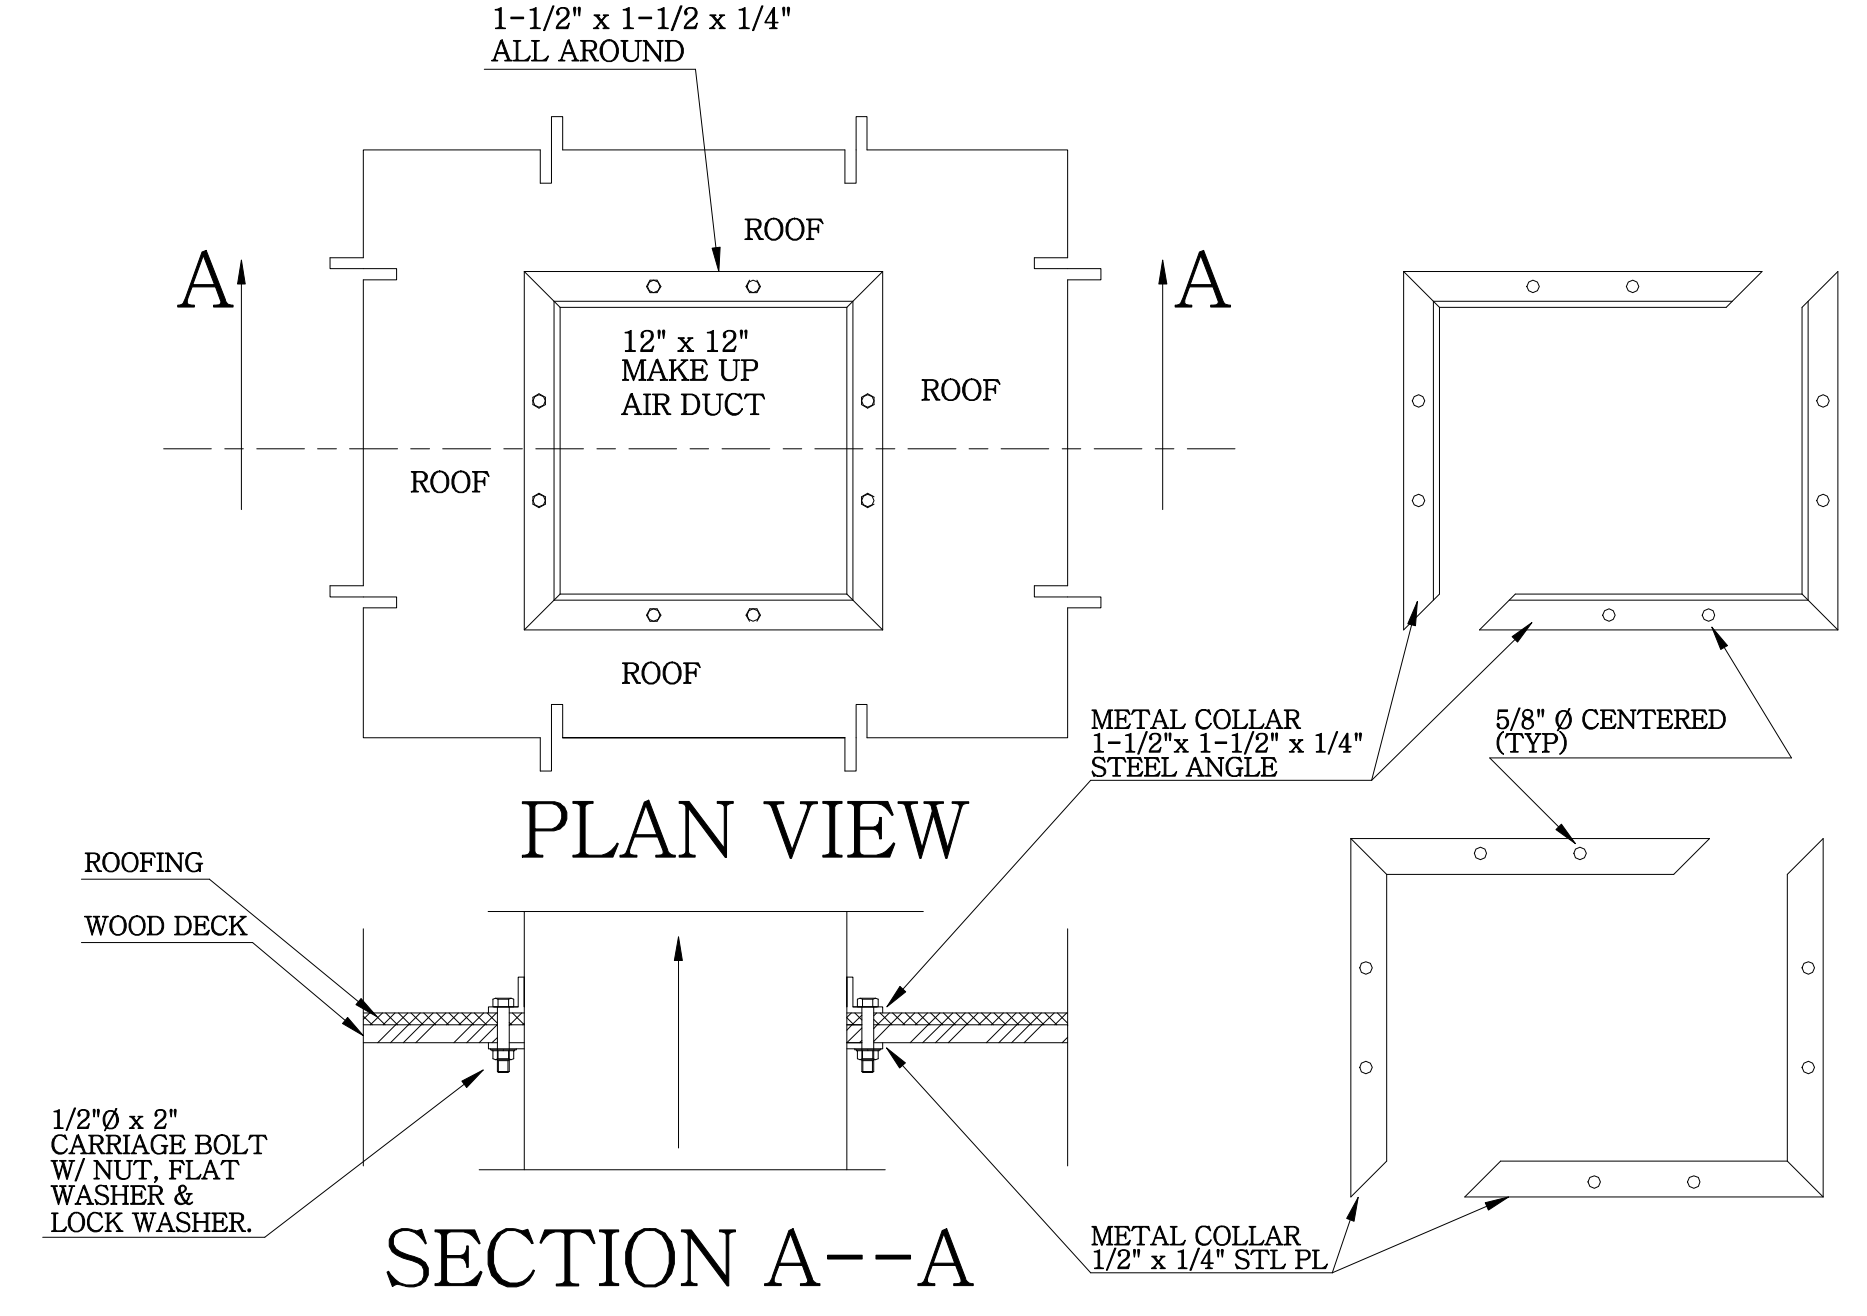 1-1/2" x 1-1/2 x 1/4"
ALL AROUND
ROOF
A
A
12" x 12"
MAKE UP
AIR DUCT
ROOF
ROOF
ROOF
METAL COLLAR
1-1/2"x 1-1/2" x 1/4"
STEEL ANGLE
5/8" Ø CENTERED
(TYP)
PLAN VIEW
ROOFING
WOOD DECK
1/2"Ø x 2"
CARRIAGE BOLT
W/ NUT, FLAT
WASHER &
LOCK WASHER.
METAL COLLAR
1/2" x 1/4" STL PL
SECTION A--A